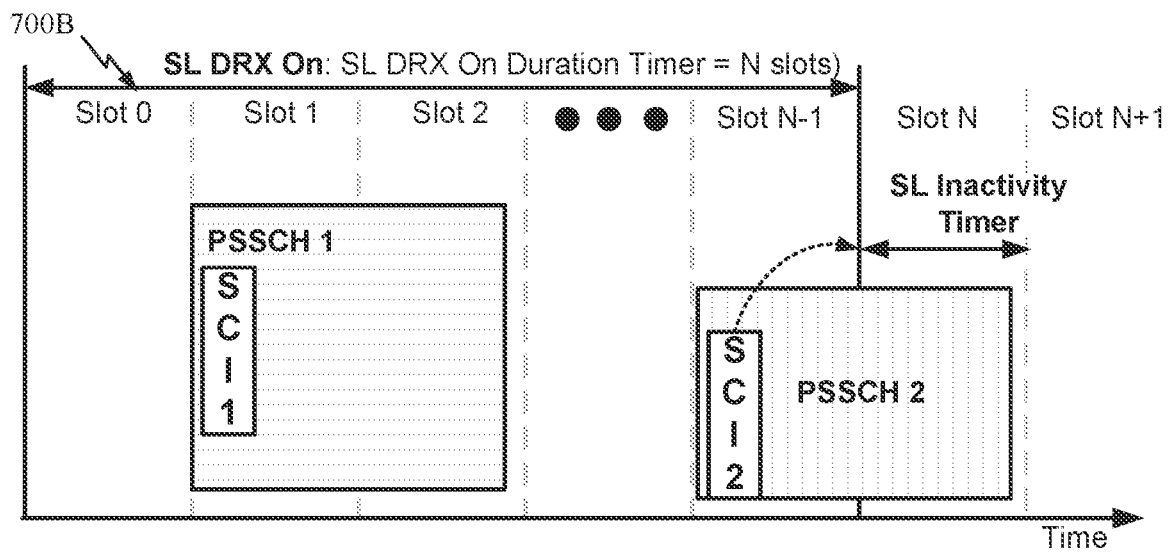 700B
SL DRX On: SL DRX On Duration Timer = N slots)
Slot 0
Slot 1
Slot 2
Slot N-1
Slot N
Slot N+1
SL Inactivity
Timer
PSSCH 1
S
C
I
1
S
C
I
2
PSSCH 2
Time